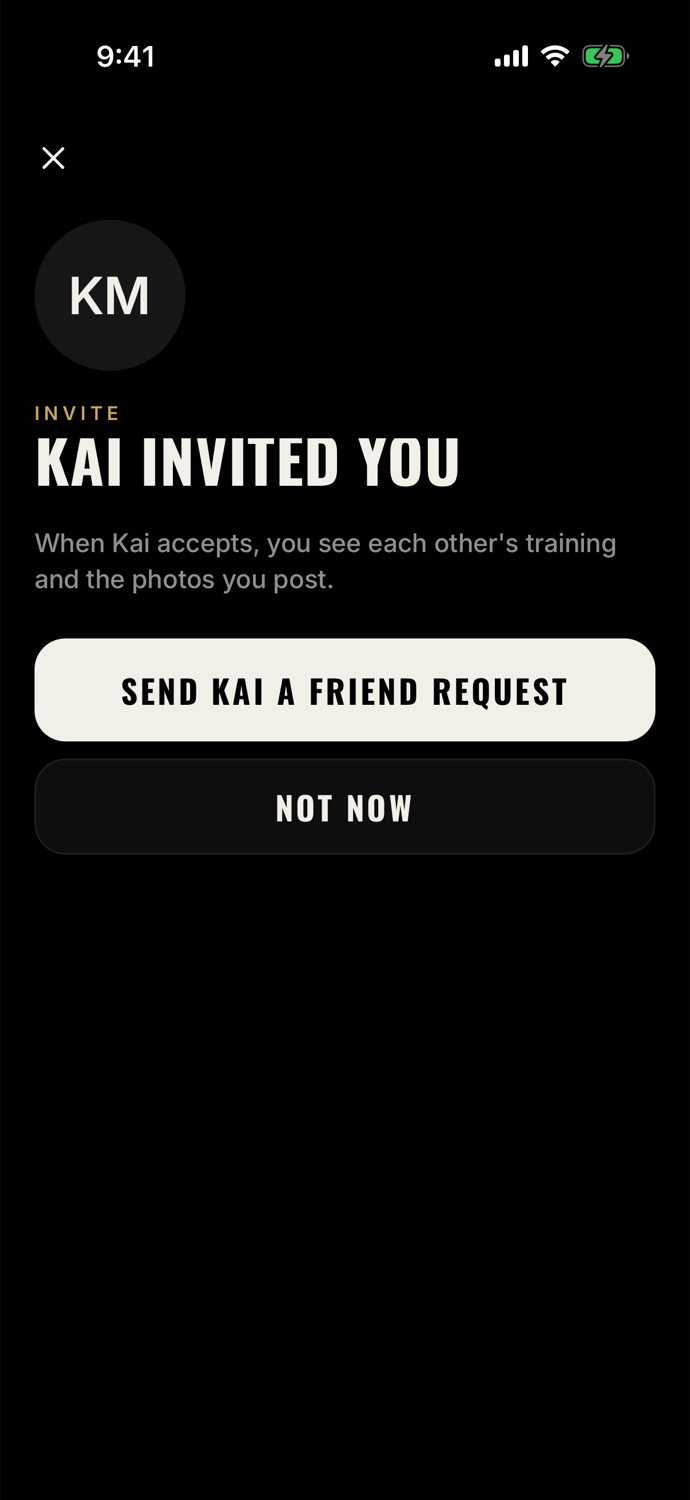 9:41
KM
INVITE
KAI INVITED YOU
When Kai accepts, you see each other's training
and the photos you post.
SEND KAI A FRIEND REQUEST
NOT NOW